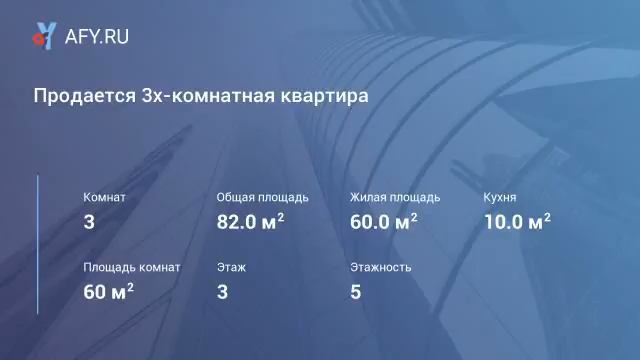 AFY.RU
Продается 3х-комнатная квартира
Комнат Общая площадь Жилая площадь Кухня
3 82.0 м² 60.0 м² 10.0 м²
Площадь комнат Этаж Этажность
60 м² 3 5